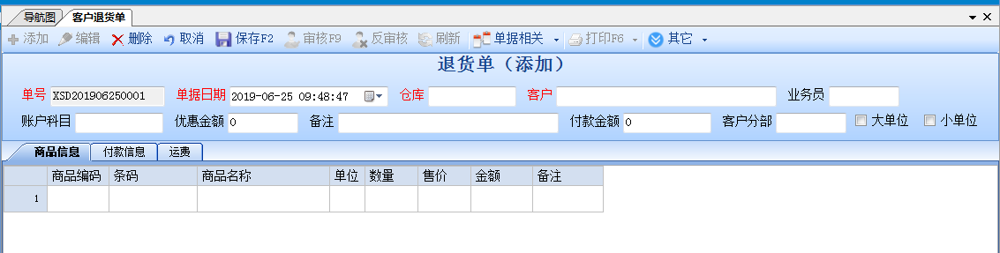 导航图 客户退货单
添加 编辑 删除 取消 保存F2 审核F9 反审核 刷新 单据相关 打印F6 其它
退货单（添加）
单号 XSD201906250001 单据日期 2019-06-25 09:48:47 仓库 客户 业务员
账户科目 优惠金额 0 备注 付款金额 0 客户分部 大单位 小单位
商品信息 付款信息 运费
商品编码 条码 商品名称 单位 数量 售价 金额 备注
1